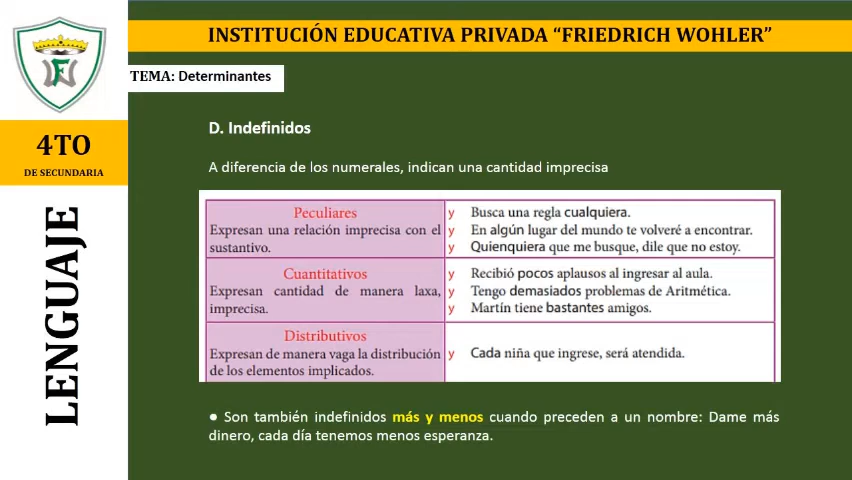 INSTITUCIÓN EDUCATIVA PRIVADA “FRIEDRICH WOHLER”
TEMA: Determinantes
4TO
DE SECUNDARIA
LENGUAJE
D. Indefinidos
A diferencia de los numerales, indican una cantidad imprecisa
Peculiares
Expresan una relación imprecisa con el
sustantivo.
y Busca una regla cualquiera.
y En algún lugar del mundo te volveré a encontrar.
y Quienquiera que me busque, dile que no estoy.
Cuantitativos
Expresan cantidad de manera laxa,
imprecisa.
y Recibió pocos aplausos al ingresar al aula.
y Tengo demasiados problemas de Aritmética.
y Martín tiene bastantes amigos.
Distributivos
Expresan de manera vaga la distribución
de los elementos implicados.
y Cada niña que ingrese, será atendida.
● Son también indefinidos más y menos cuando preceden a un nombre: Dame más
dinero, cada día tenemos menos esperanza.